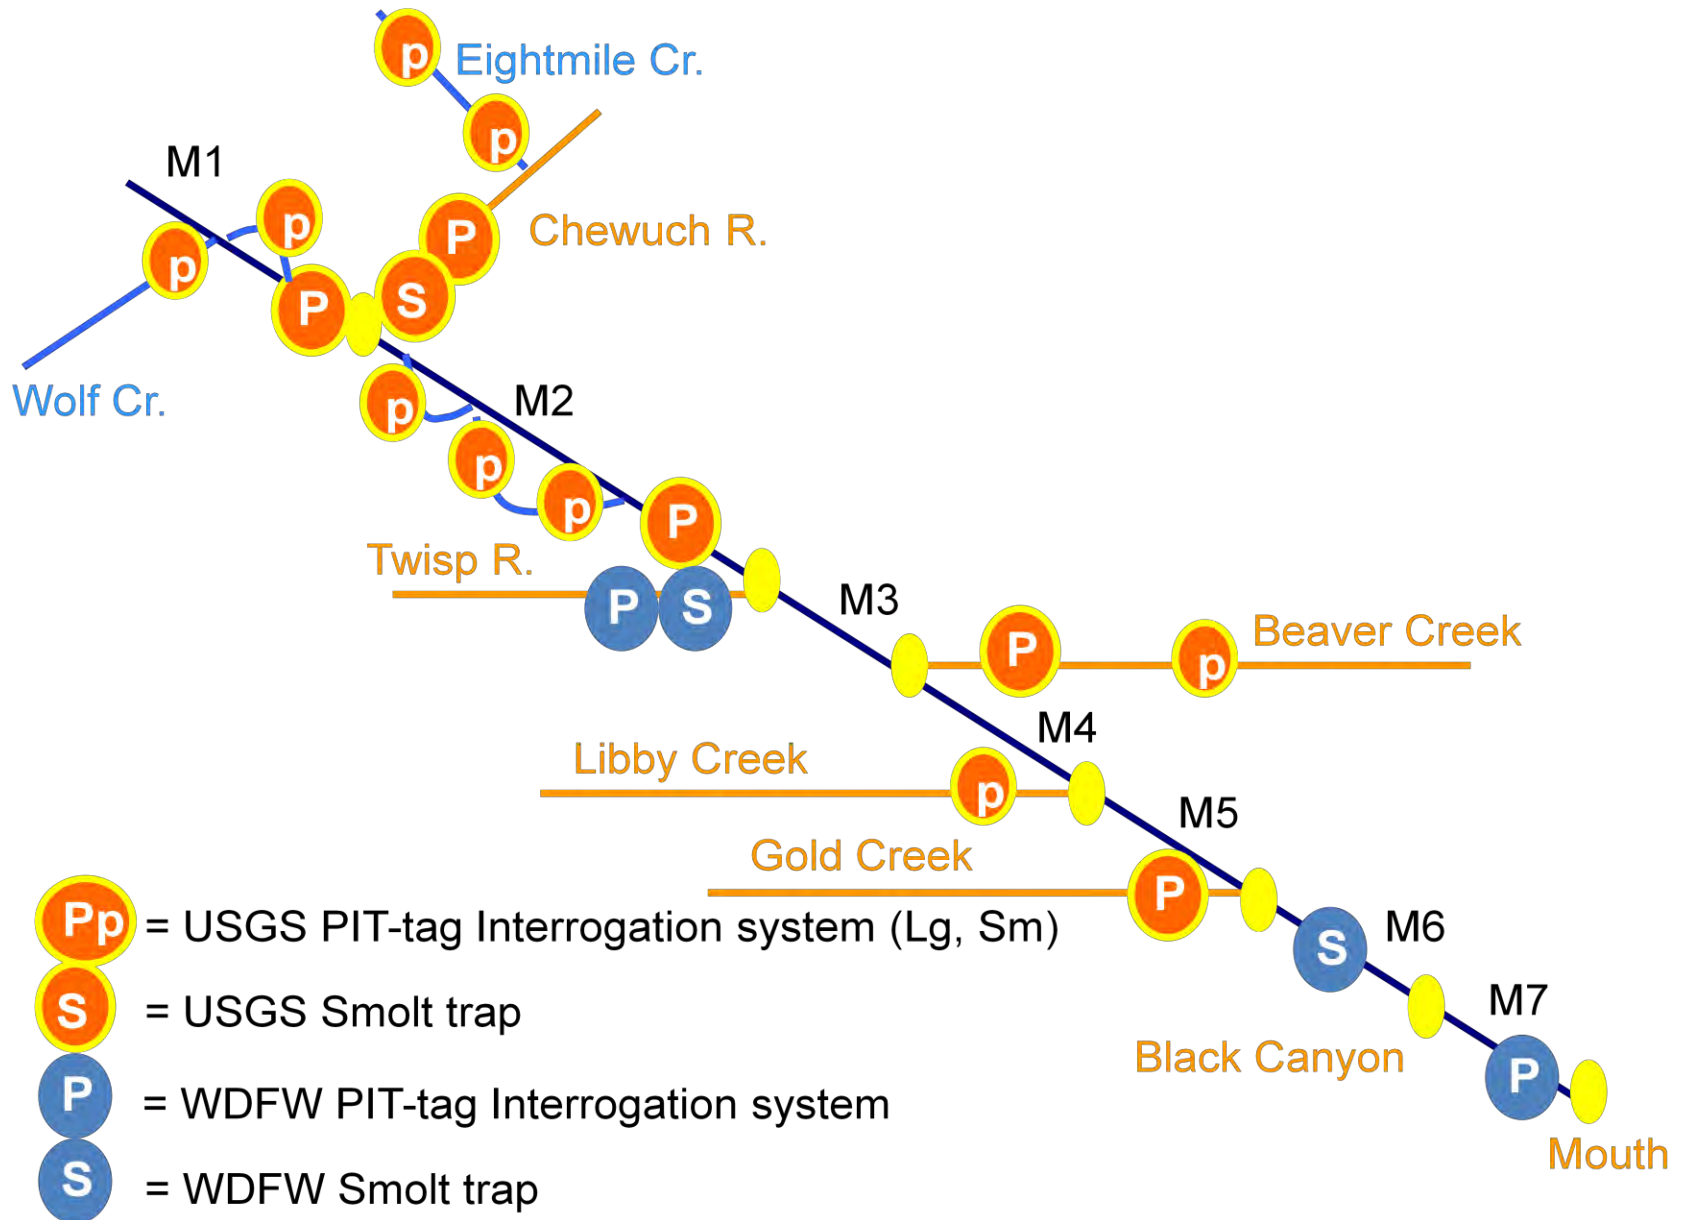 p
Eightmile Cr.
p
M1
p
P
Chewuch R.
p
P
S
Wolf Cr.
p
M2
p
p
P
Twisp R.
P
S
M3
P
p
Beaver Creek
M4
Libby Creek
p
M5
Gold Creek
P
Pp = USGS PIT-tag Interrogation system (Lg, Sm)
S
M6
S = USGS Smolt trap
M7
Black Canyon
P
P = WDFW PIT-tag Interrogation system
Mouth
S = WDFW Smolt trap